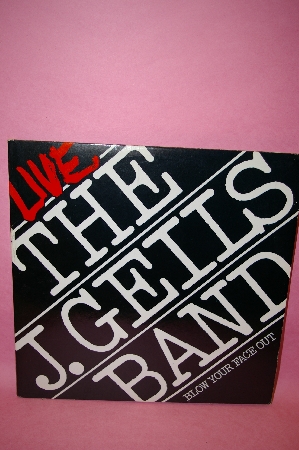 LIVE
THE
J. GEILS
BAND
BLOW YOUR FACE OUT